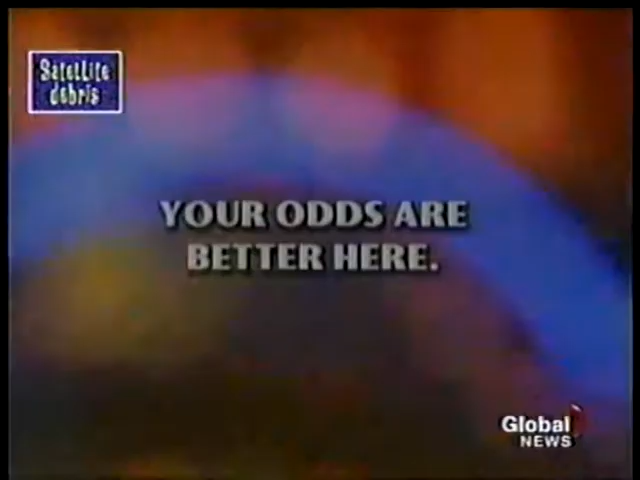 SateLLite
debris
YOUR ODDS ARE
BETTER HERE.
Global
NEWS